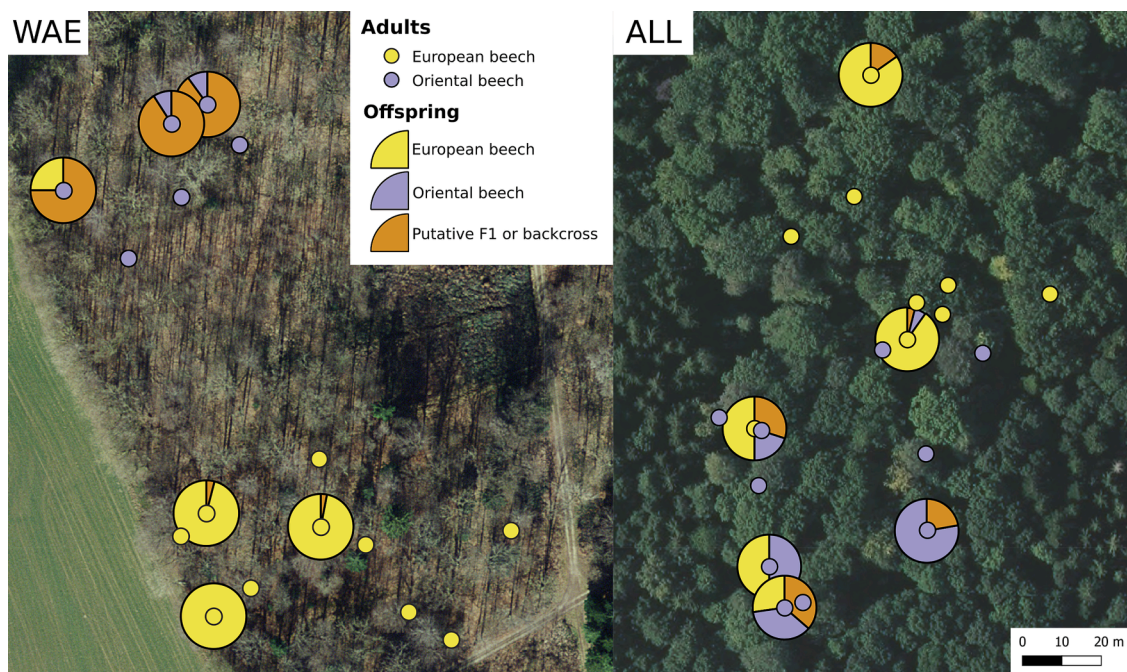 WAE
Adults
European beech
Oriental beech
Offspring
European beech
Oriental beech
Putative F1 or backcross
ALL
0 10 20 m